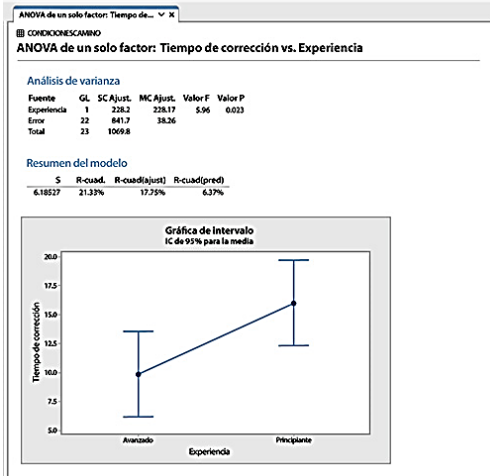 ANOVA de un solo factor: Tiempo de...
CONDICIONESCAMINO
ANOVA de un solo factor: Tiempo de corrección vs. Experiencia
Análisis de varianza
Fuente GL SC Ajust. MC Ajust. Valor F Valor P
Experiencia 1 228.2 228.17 5.96 0.023
Error 22 841.7 38.26
Total 23 1069.8
Resumen del modelo
S R-cuad. R-cuad(ajust) R-cuad(pred)
6.18527 21.33% 17.75% 6.37%
Gráfica de intervalo
IC de 95% para la media
20.0
17.5
15.0
12.5
10.0
7.5
5.0
Tiempo de corrección
Avanzado Principiante
Experiencia